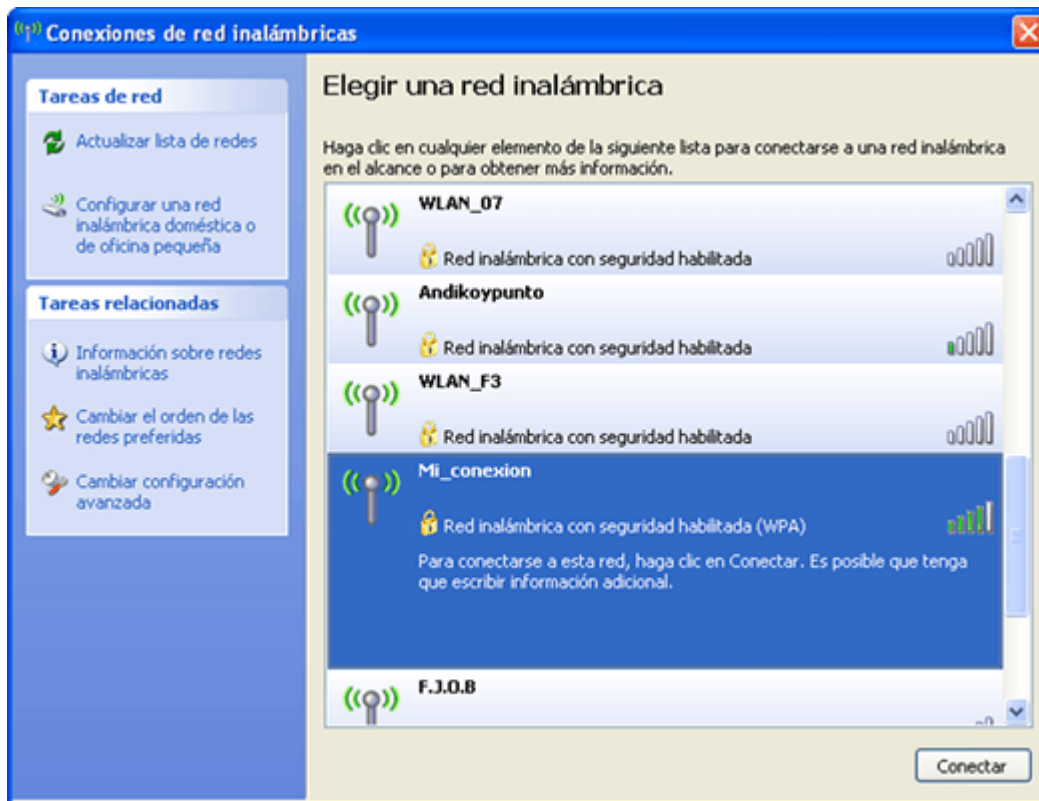 Conexiones de red inalámbricas
Tareas de red
Actualizar lista de redes
Configurar una red
inalámbrica doméstica o
de oficina pequeña
Tareas relacionadas
Información sobre redes
inalámbricas
Cambiar el orden de las
redes preferidas
Cambiar configuración
avanzada
Elegir una red inalámbrica
Haga clic en cualquier elemento de la siguiente lista para conectarse a una red inalámbrica
en el alcance o para obtener más información.
WLAN_07
Red inalámbrica con seguridad habilitada
Andikoypunto
Red inalámbrica con seguridad habilitada
WLAN_F3
Red inalámbrica con seguridad habilitada
Mi_conexion
Red inalámbrica con seguridad habilitada (WPA)
Para conectarse a esta red, haga clic en Conectar. Es posible que tenga
que escribir información adicional.
F.J.O.B
Conectar